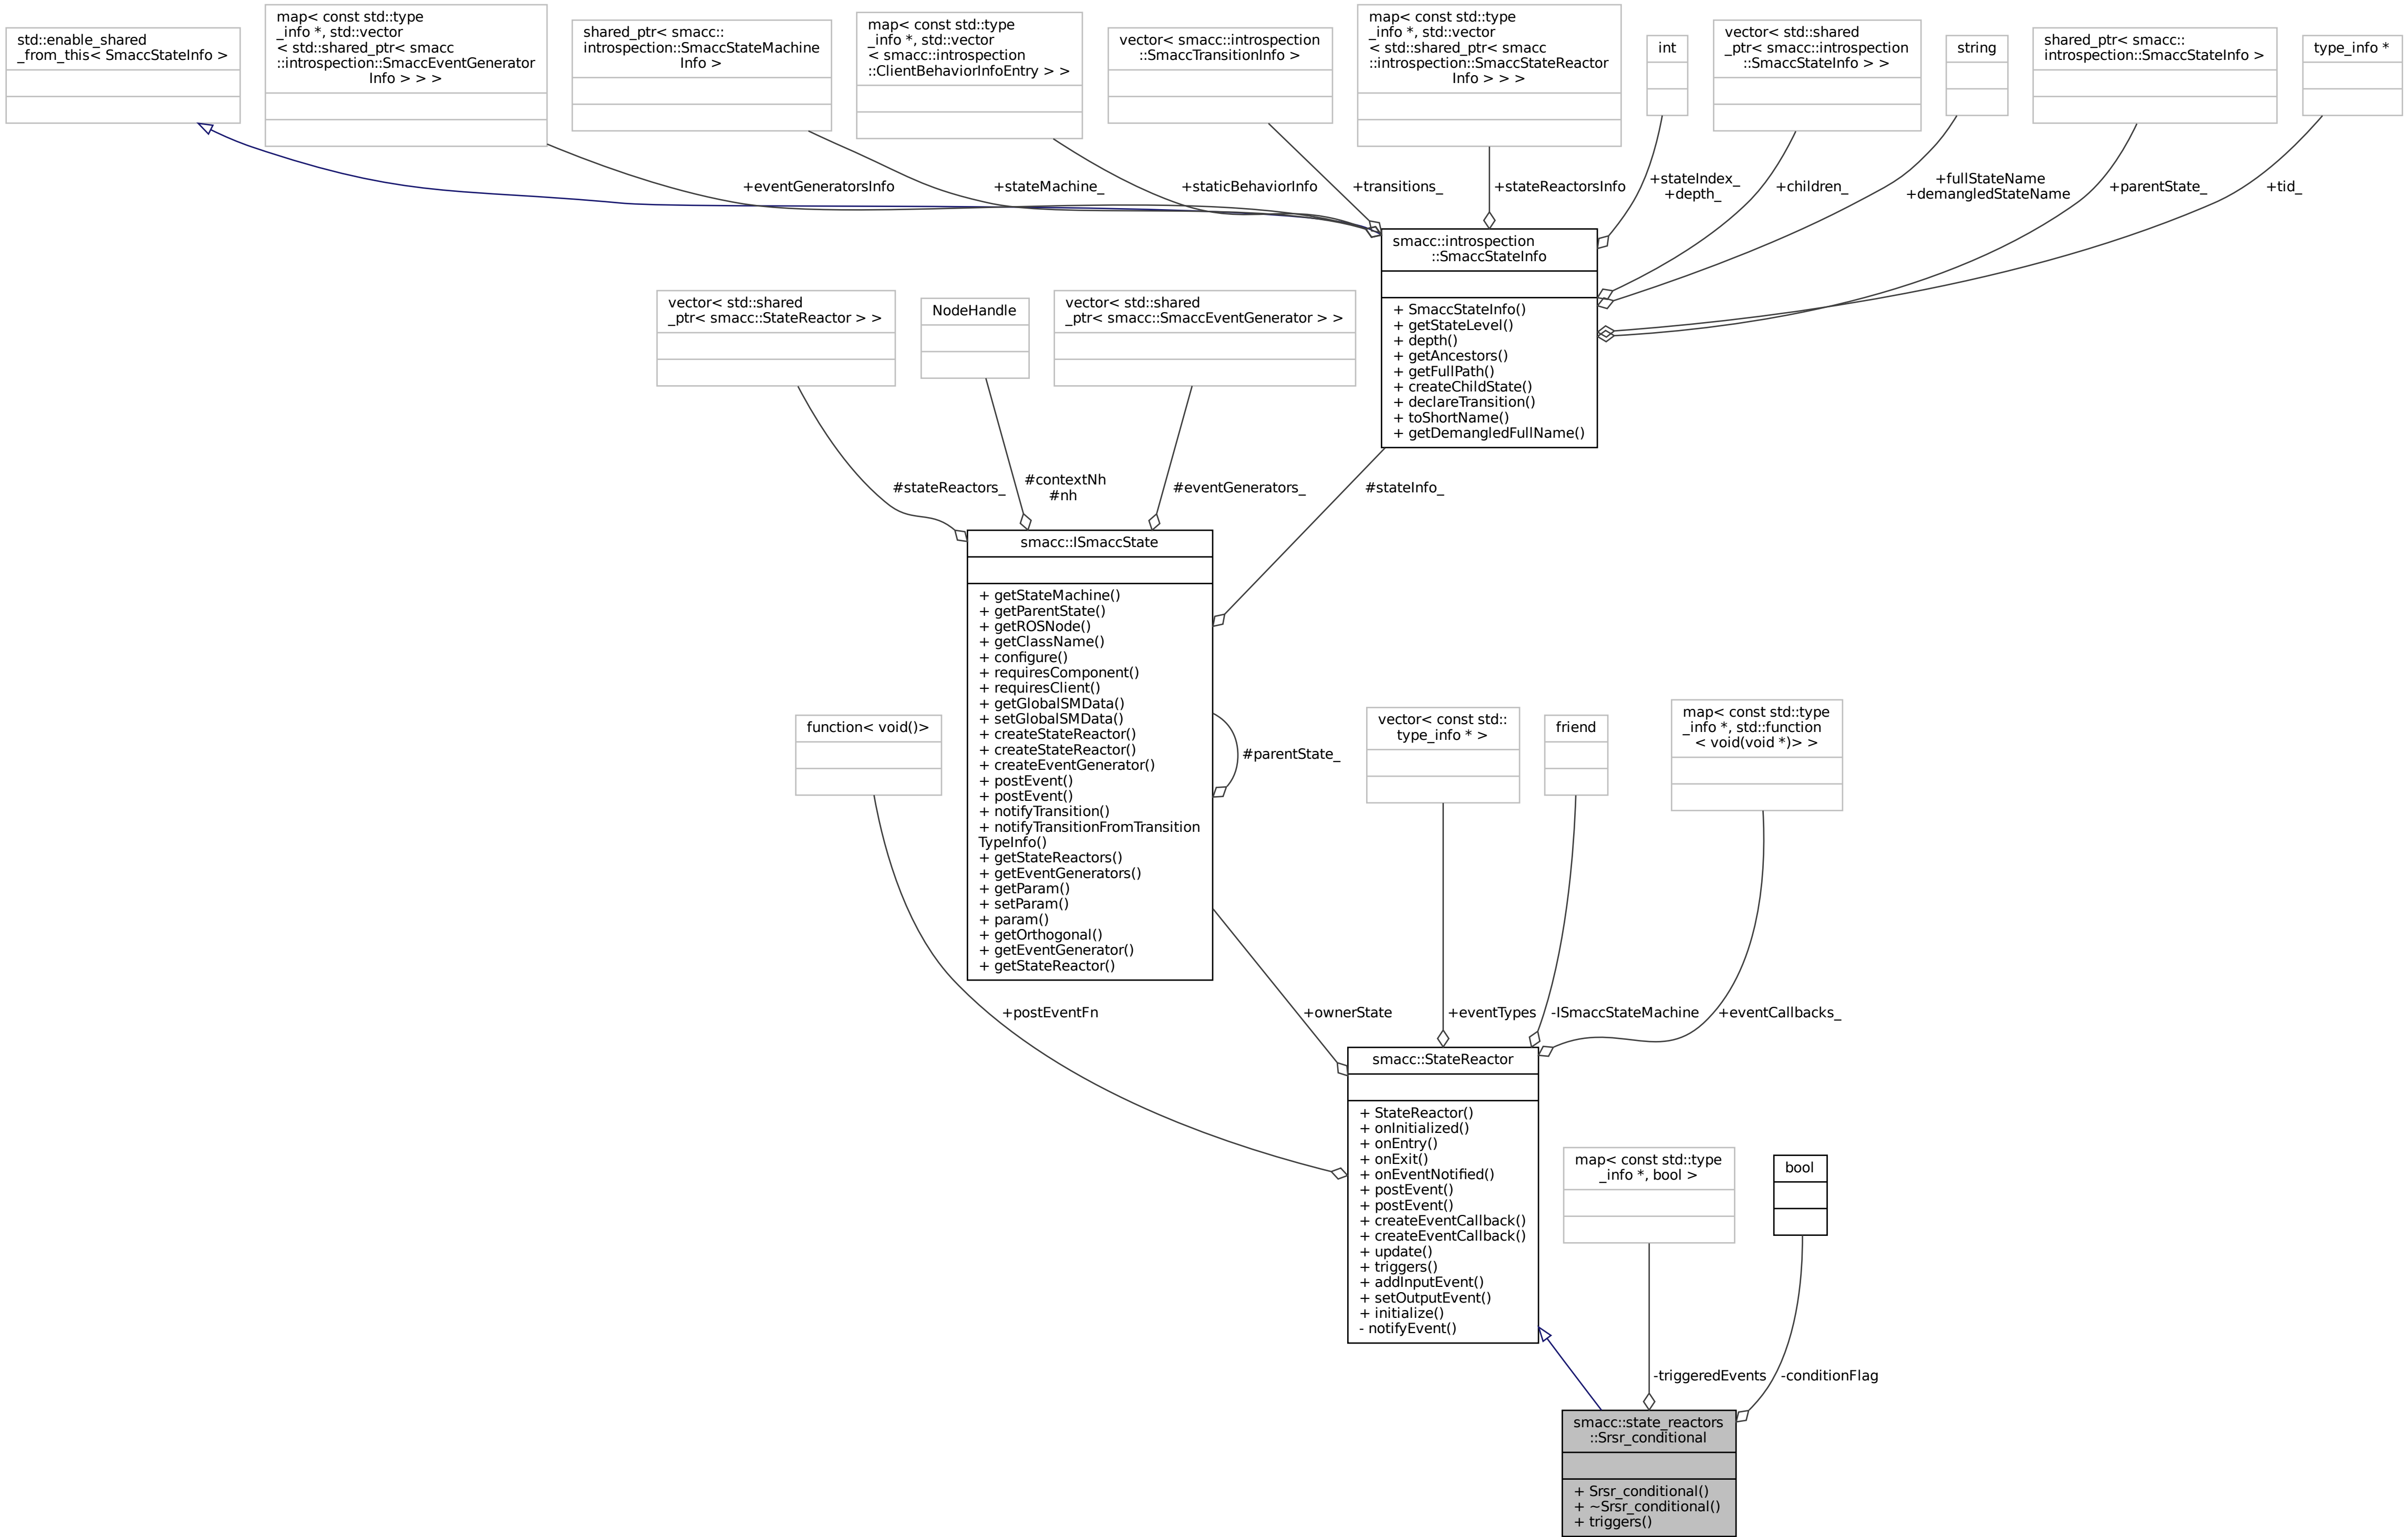 std::enable_shared
_from_this< SmaccStateInfo >
map< const std::type
_info *, std::vector
< std::shared_ptr< smacc
::introspection::SmaccEventGenerator
Info > > >
shared_ptr< smacc::
introspection::SmaccStateMachine
Info >
map< const std::type
_info *, std::vector
< smacc::introspection
::ClientBehaviorInfoEntry > >
vector< smacc::introspection
::SmaccTransitionInfo >
map< const std::type
_info *, std::vector
< std::shared_ptr< smacc
::introspection::SmaccStateReactor
Info > > >
int
vector< std::shared
_ptr< smacc::introspection
::SmaccStateInfo > >
string
shared_ptr< smacc::
introspection::SmaccStateInfo >
type_info *
+eventGeneratorsInfo
+stateMachine_
+staticBehaviorInfo
+transitions_
+stateReactorsInfo
+stateIndex_
+depth_
+children_
+fullStateName
+demangledStateName
+parentState_
+tid_
smacc::introspection
::SmaccStateInfo
+ SmaccStateInfo()
+ getStateLevel()
+ depth()
+ getAncestors()
+ getFullPath()
+ createChildState()
+ declareTransition()
+ toShortName()
+ getDemangledFullName()
vector< std::shared
_ptr< smacc::StateReactor > >
NodeHandle
vector< std::shared
_ptr< smacc::SmaccEventGenerator > >
#stateReactors_
#contextNh
#nh
#eventGenerators_
#stateInfo_
smacc::ISmaccState
+ getStateMachine()
+ getParentState()
+ getROSNode()
+ getClassName()
+ configure()
+ requiresComponent()
+ requiresClient()
+ getGlobalSMData()
+ setGlobalSMData()
+ createStateReactor()
+ createStateReactor()
+ createEventGenerator()
+ postEvent()
+ postEvent()
+ notifyTransition()
+ notifyTransitionFromTransition
TypeInfo()
+ getStateReactors()
+ getEventGenerators()
+ getParam()
+ setParam()
+ param()
+ getOrthogonal()
+ getEventGenerator()
+ getStateReactor()
#parentState_
function< void()>
vector< const std::
type_info * >
friend
map< const std::type
_info *, std::function
< void(void *)> >
+postEventFn
+ownerState
+eventTypes
-ISmaccStateMachine
+eventCallbacks_
smacc::StateReactor
+ StateReactor()
+ onInitialized()
+ onEntry()
+ onExit()
+ onEventNotified()
+ postEvent()
+ postEvent()
+ createEventCallback()
+ createEventCallback()
+ update()
+ triggers()
+ addInputEvent()
+ setOutputEvent()
+ initialize()
- notifyEvent()
map< const std::type
_info *, bool >
bool
-triggeredEvents
-conditionFlag
smacc::state_reactors
::Srsr_conditional
+ Srsr_conditional()
+ ~Srsr_conditional()
+ triggers()